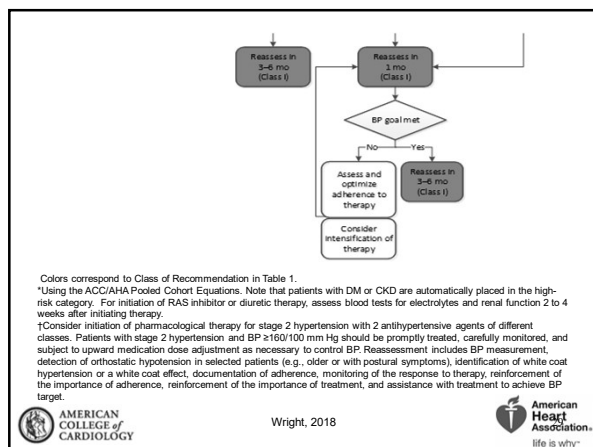 Reassess in
3–6 mo
(Class I)
Reassess in
1 mo
(Class I)
BP goal met
No
Yes
Assess and
optimize
adherence to
therapy
Reassess in
3–6 mo
(Class I)
Consider
intensification of
therapy
Colors correspond to Class of Recommendation in Table 1.
*Using the ACC/AHA Pooled Cohort Equations. Note that patients with DM or CKD are automatically placed in the high-
risk category. For initiation of RAS inhibitor or diuretic therapy, assess blood tests for electrolytes and renal function 2 to 4
weeks after initiating therapy.
†Consider initiation of pharmacological therapy for stage 2 hypertension with 2 antihypertensive agents of different
classes. Patients with stage 2 hypertension and BP ≥160/100 mm Hg should be promptly treated, carefully monitored, and
subject to upward medication dose adjustment as necessary to control BP. Reassessment includes BP measurement,
detection of orthostatic hypotension in selected patients (e.g., older or with postural symptoms), identification of white coat
hypertension or a white coat effect, documentation of adherence, monitoring of the response to therapy, reinforcement of
the importance of adherence, reinforcement of the importance of treatment, and assistance with treatment to achieve BP
target.
AMERICAN
COLLEGE of
CARDIOLOGY
Wright, 2018
American
Heart
Association®
life is why™